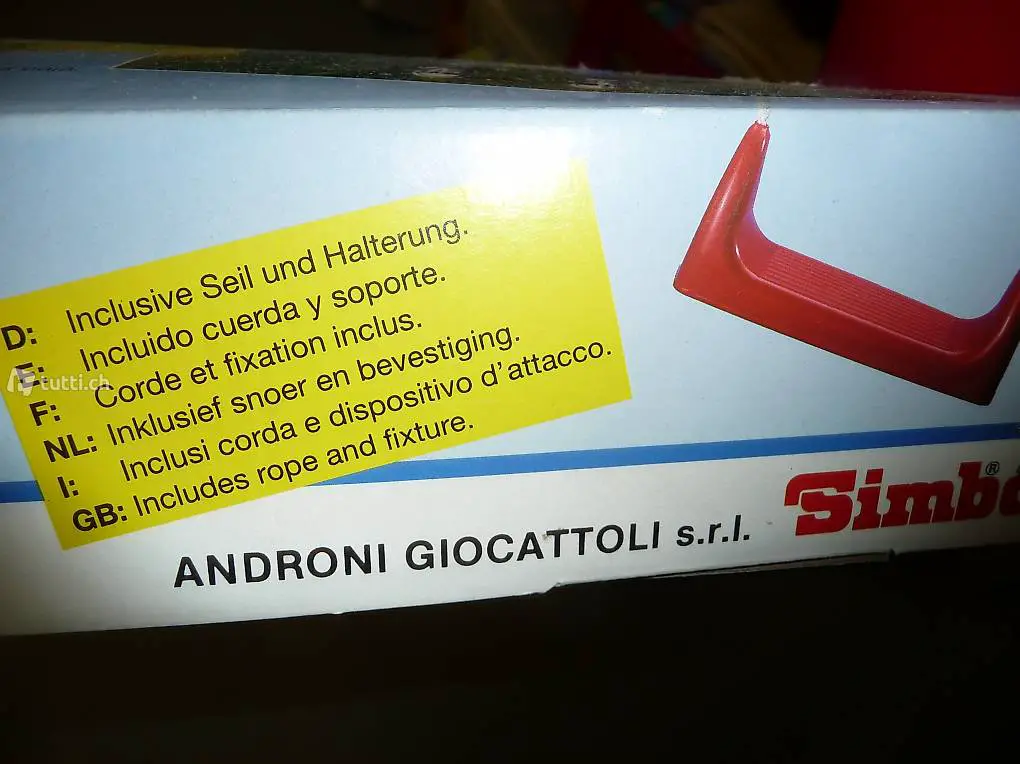 D: Inclusive Seil und Halterung.
E: Incluido cuerda y soporte.
F: Corde et fixation inclus.
NL: Inklusief snoer en bevestiging.
I: Inclusi corda e dispositivo d'attacco.
GB: Includes rope and fixture.
tutti.ch
ANDRONI GIOCATTOLI s.r.l.